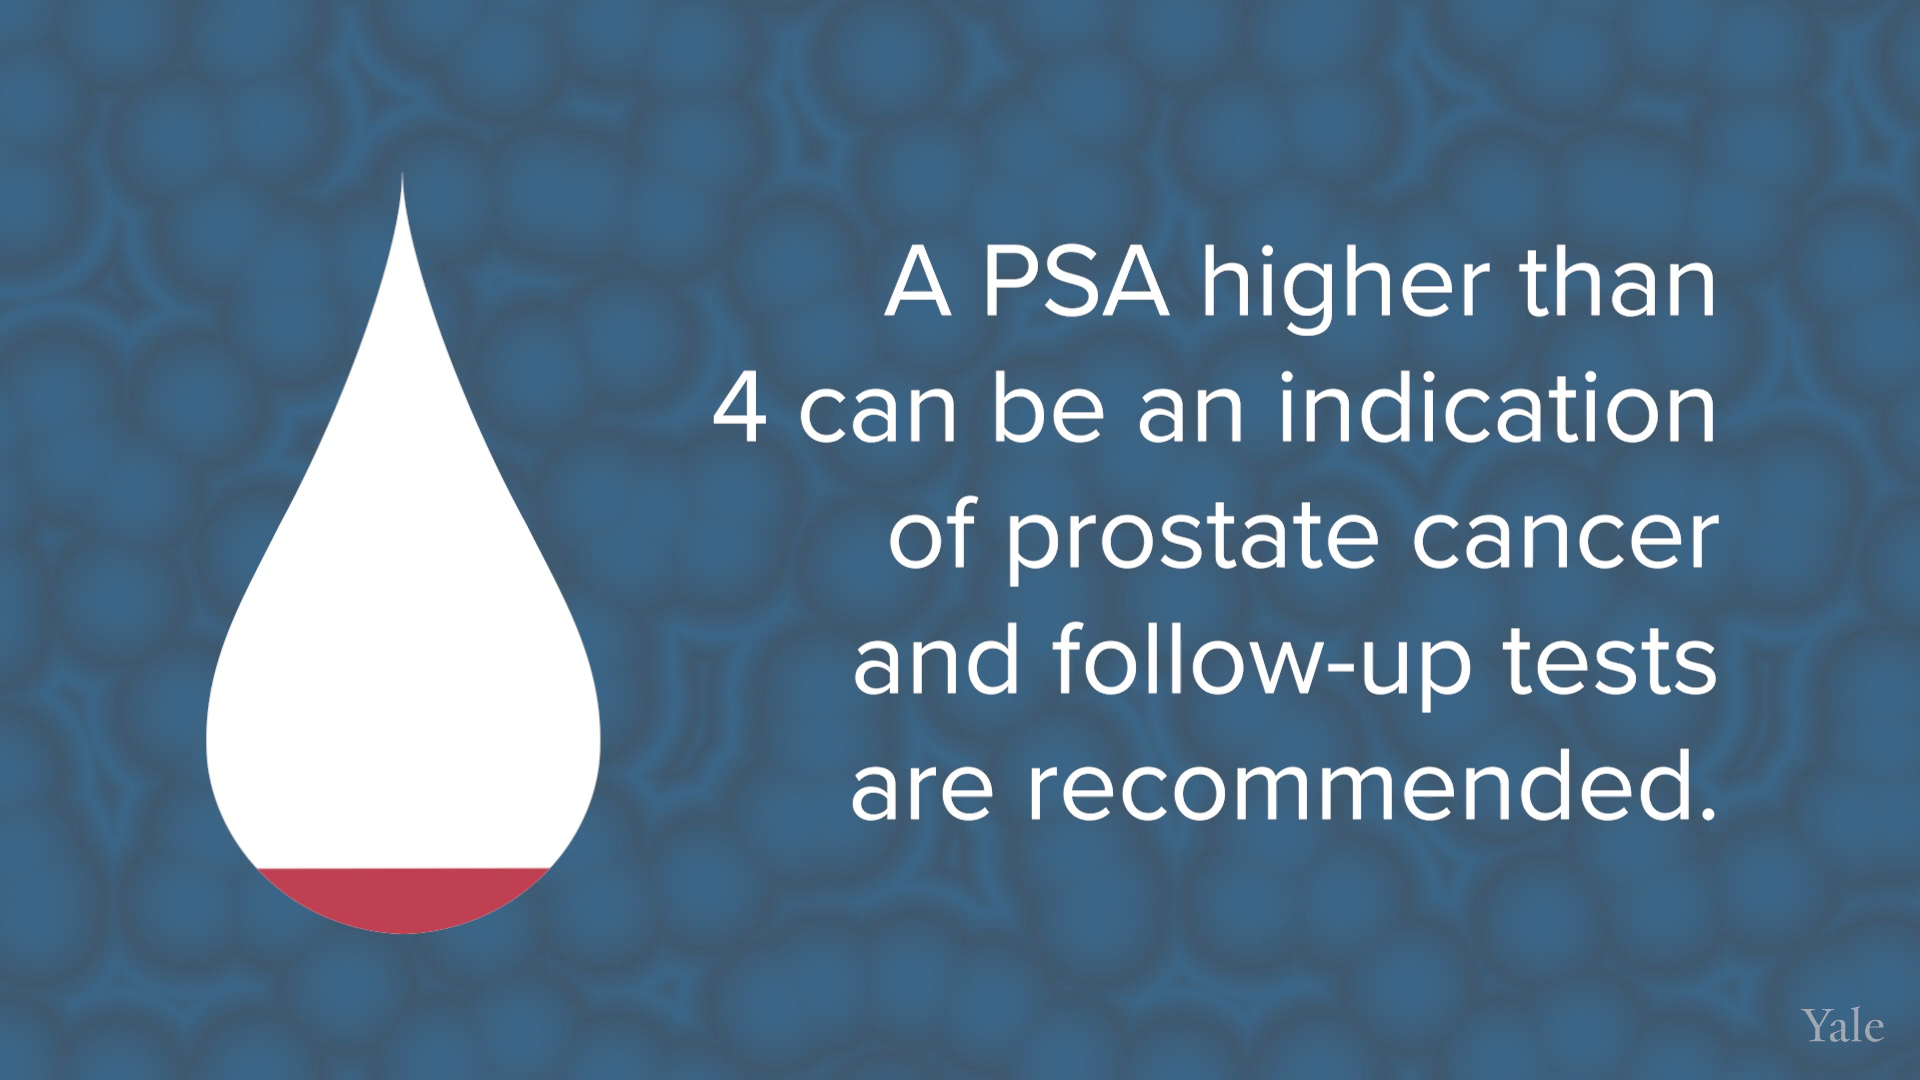 A PSA higher than
4 can be an indication
of prostate cancer
and follow-up tests
are recommended.
Yale